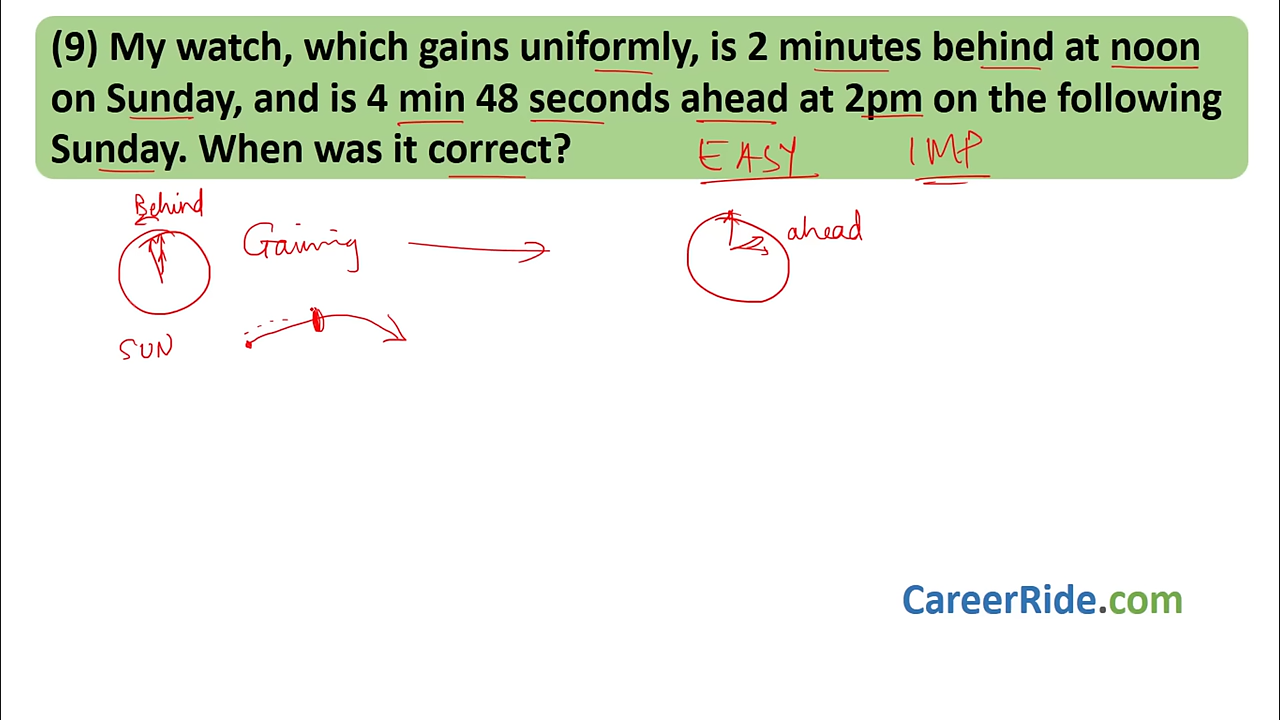 (9) My watch, which gains uniformly, is 2 minutes behind at noon
on Sunday, and is 4 min 48 seconds ahead at 2pm on the following
Sunday. When was it correct?
EASY IMP
Behind
Gaining
ahead
SUN
CareerRide.com